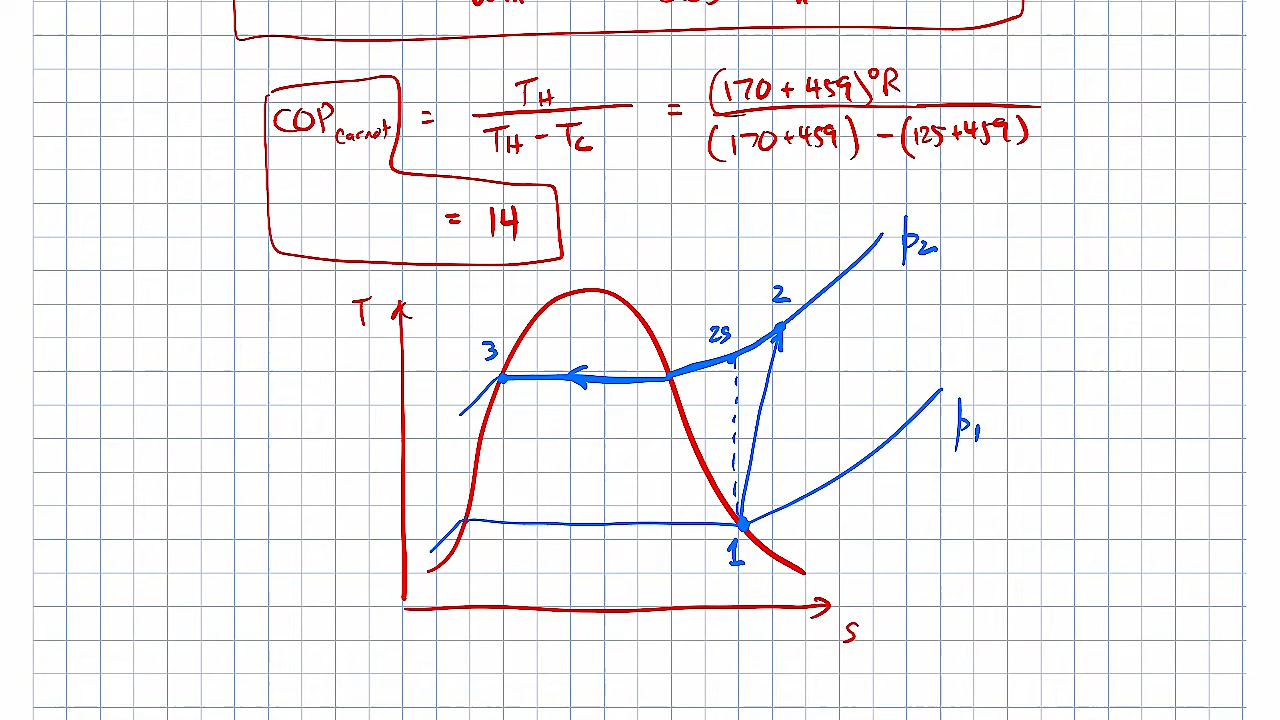 COP_Carnot = T_H / (T_H - T_C) = (170 + 459)°R / ((170+459) - (125+459))
= 14
p₂
T
2
2s
3
p₁
1
s